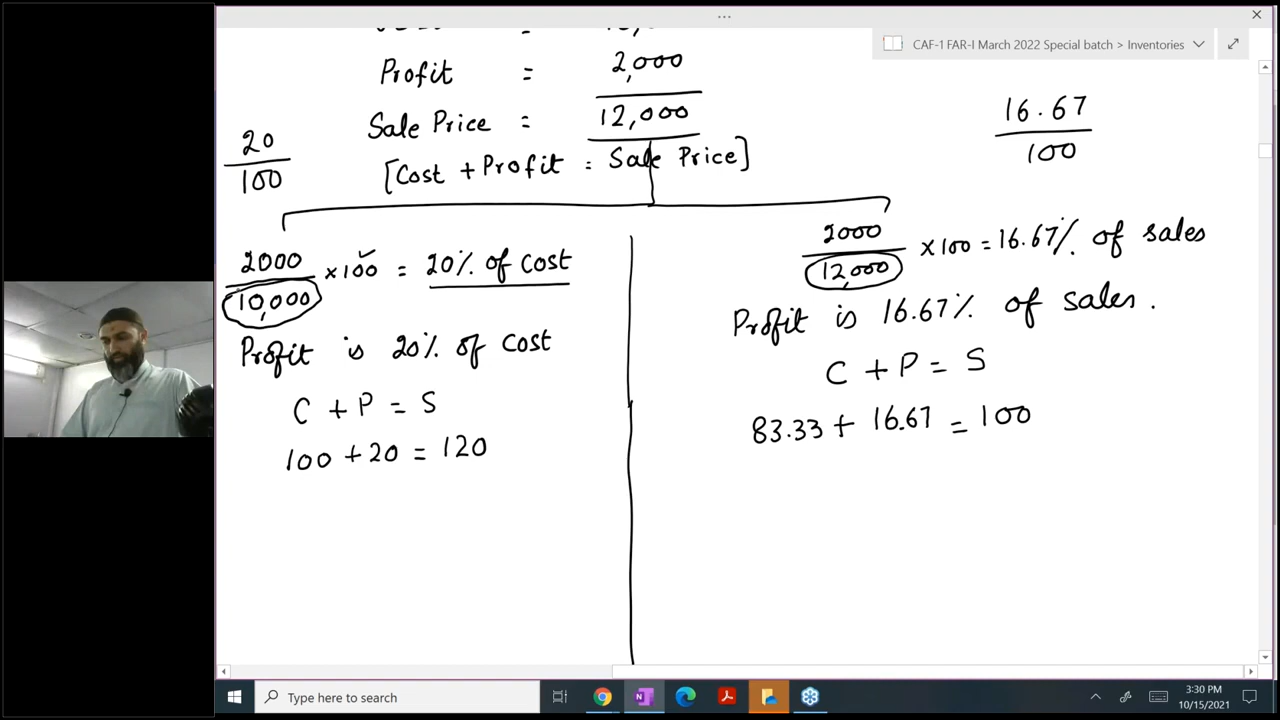 CAF-1 FAR-I March 2022 Special batch > Inventories
Profit = 2,000
Sale Price : 12,000
[Cost + Profit = Sale Price]
20
100
16.67
100
2000
10,000
×100 = 20% of cost
Profit is 20% of cost
C + P = S
100 + 20 = 120
2000
12,000
×100 = 16.67% of sales
Profit is 16.67% of sales.
C + P = S
83.33 + 16.67 = 100
Type here to search
3:30 PM
10/15/2021